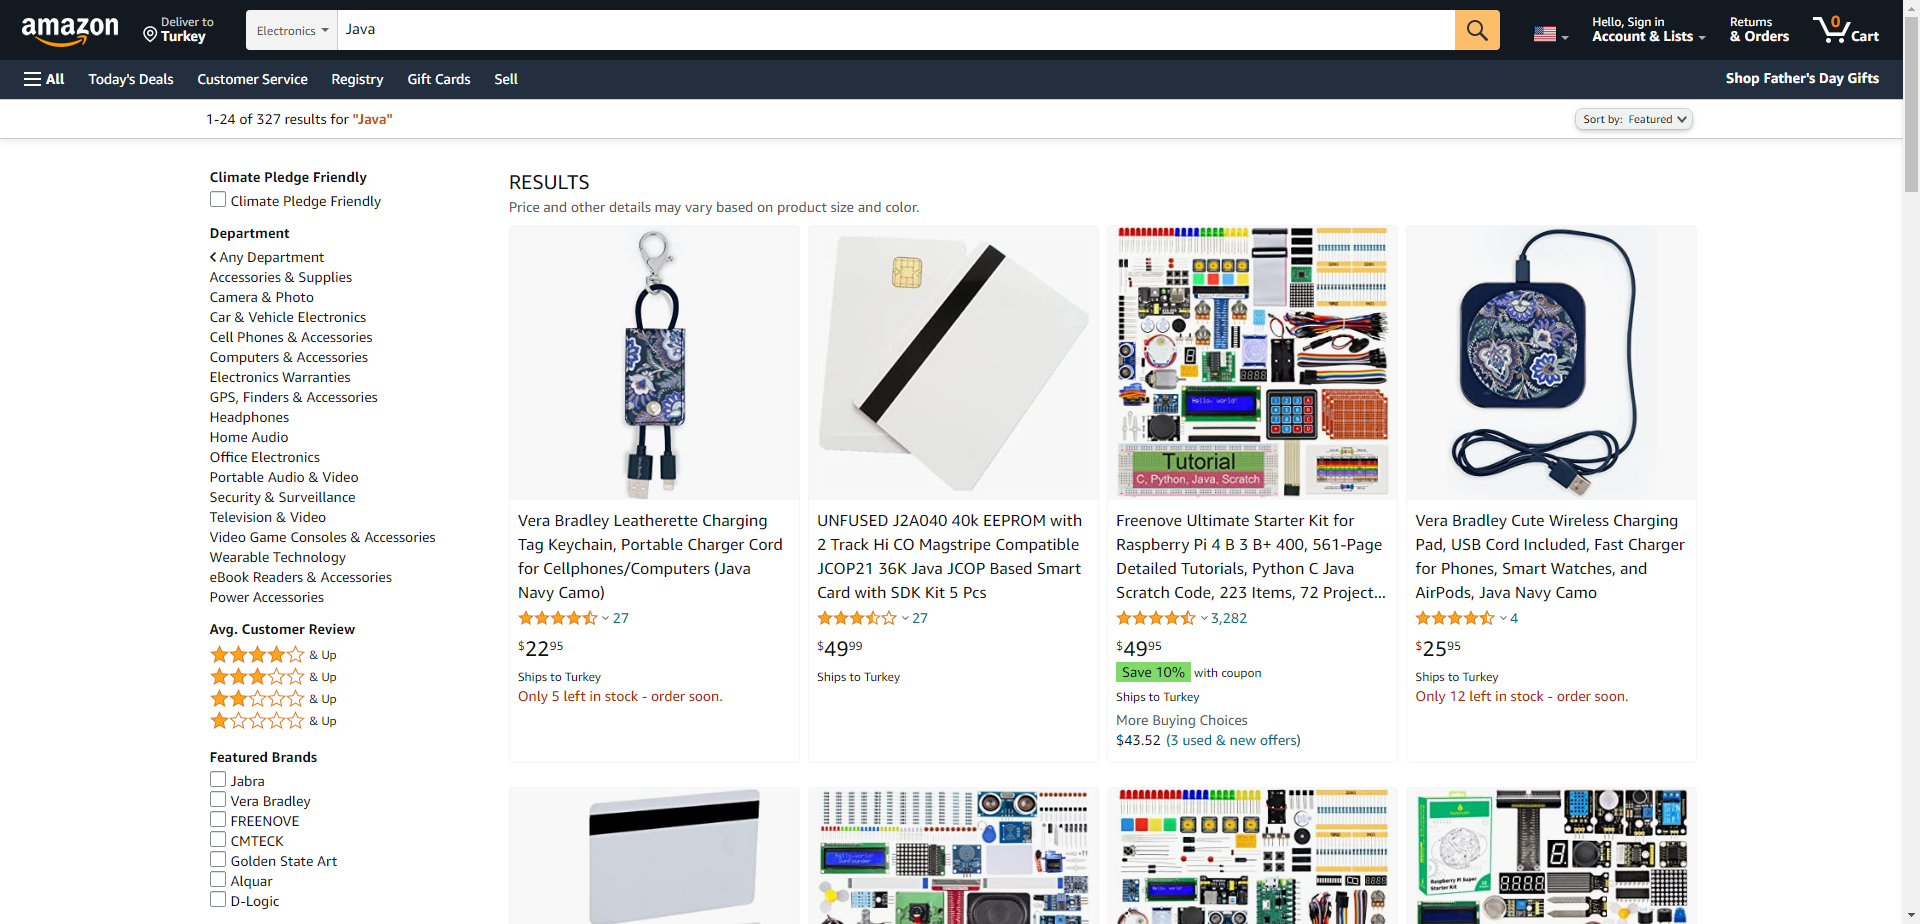 amazon
Deliver to
Turkey
Electronics
Java
Hello, Sign in
Account & Lists
Returns
& Orders
0
Cart
All
Today's Deals
Customer Service
Registry
Gift Cards
Sell
Shop Father's Day Gifts
1-24 of 327 results for "Java"
Sort by: Featured
Climate Pledge Friendly
Climate Pledge Friendly
Department
Any Department
Accessories & Supplies
Camera & Photo
Car & Vehicle Electronics
Cell Phones & Accessories
Computers & Accessories
Electronics Warranties
GPS, Finders & Accessories
Headphones
Home Audio
Office Electronics
Portable Audio & Video
Security & Surveillance
Television & Video
Video Game Consoles & Accessories
Wearable Technology
eBook Readers & Accessories
Power Accessories
Avg. Customer Review
& Up
& Up
& Up
& Up
Featured Brands
Jabra
Vera Bradley
FREENOVE
CMTECK
Golden State Art
Alquar
D-Logic
RESULTS
Price and other details may vary based on product size and color.
Vera Bradley Leatherette Charging
Tag Keychain, Portable Charger Cord
for Cellphones/Computers (Java
Navy Camo)
27
$22.95
Ships to Turkey
Only 5 left in stock - order soon.
UNFUSED J2A040 40k EEPROM with
2 Track Hi CO Magstripe Compatible
JCOP21 36K Java JCOP Based Smart
Card with SDK Kit 5 Pcs
27
$49.99
Ships to Turkey
Hello, world!
Tutorial
C, Python, Java, Scratch
Freenove Ultimate Starter Kit for
Raspberry Pi 4 B 3 B+ 400, 561-Page
Detailed Tutorials, Python C Java
Scratch Code, 223 Items, 72 Project...
3,282
$49.95
Save 10% with coupon
Ships to Turkey
More Buying Choices
$43.52 (3 used & new offers)
Vera Bradley Cute Wireless Charging
Pad, USB Cord Included, Fast Charger
for Phones, Smart Watches, and
AirPods, Java Navy Camo
4
$25.95
Ships to Turkey
Only 12 left in stock - order soon.
Raspberry Pi Super
Starter Kit